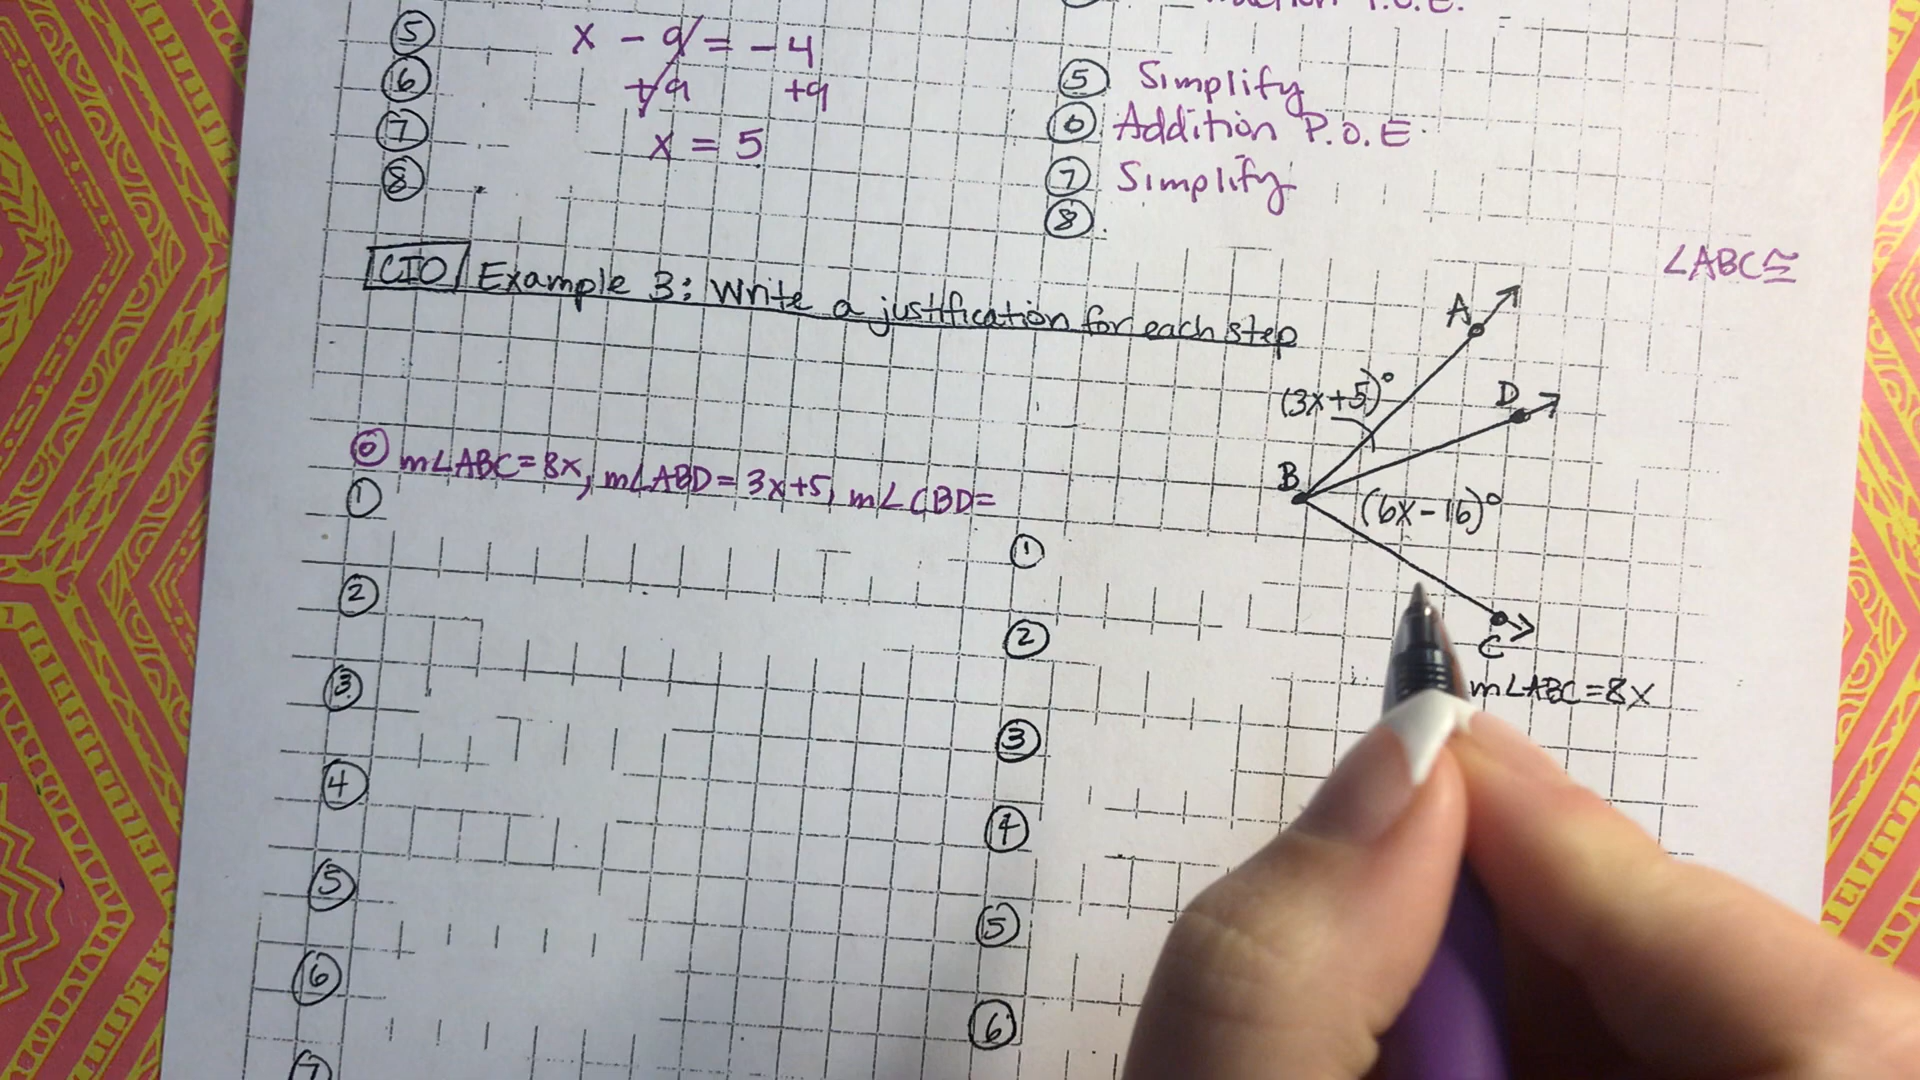 ⑤ x - 9 = -4
⑥ +9 +9
⑦ x = 5
⑧
⑤ Simplify
⑥ Addition P.O.E.
⑦ Simplify
⑧
∠ABC≅
CIO Example 3: Write a justification for each step
A
(3x+5)°
D
B
(6x-16)°
C
m∠ABC=8x
⓪ m∠ABC=8x, m∠ABD=3x+5, m∠CBD=
①
②
③
④
⑤
⑥
⑦
①
②
③
④
⑤
⑥